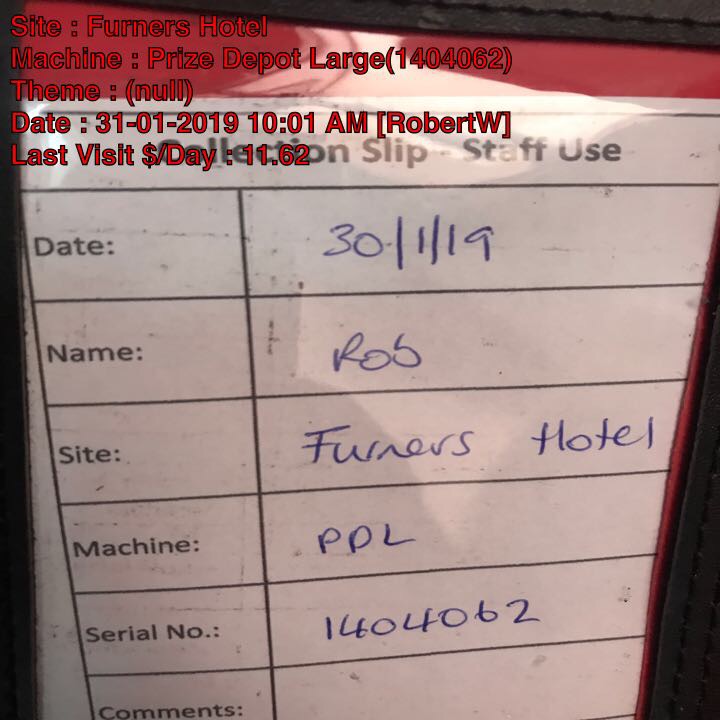 Site : Furners Hotel
Machine : Prize Depot Large(1404062)
Theme : (null)
Date : 31-01-2019 10:01 AM [RobertW]
Last Visit $/Day : 11.62
Collection Slip - Staff Use
Date: 30/1/19
Name: Rob
Site: Furners Hotel
Machine: PDL
Serial No.: 1404062
Comments: